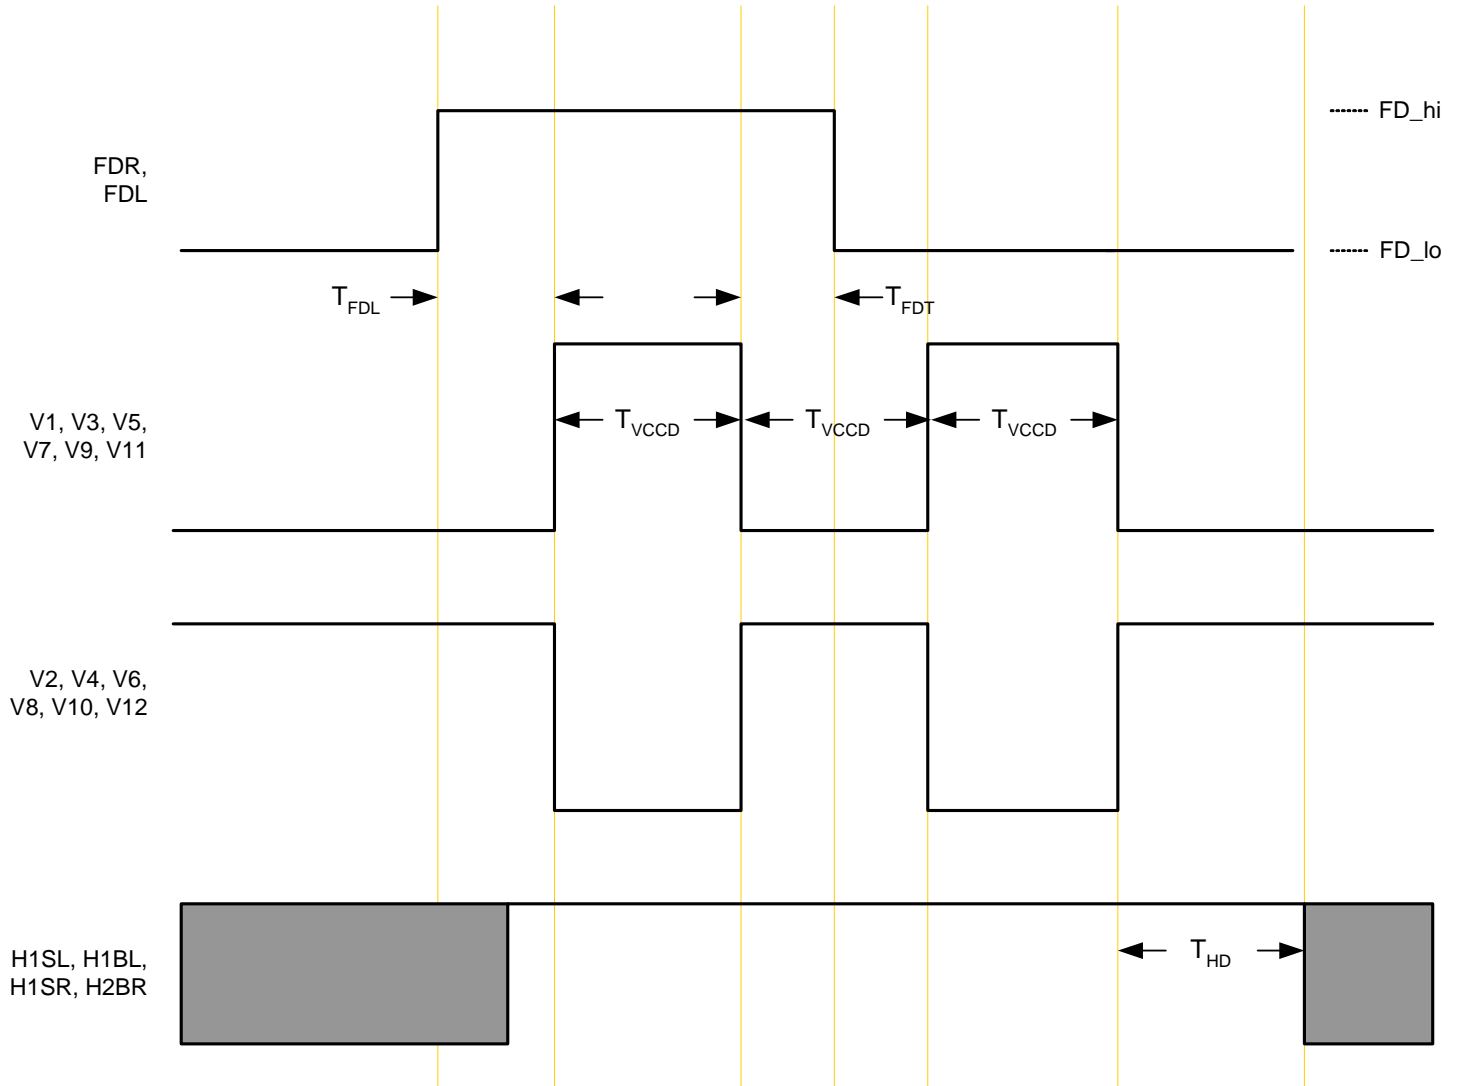 FD_hi
FDR,
FDL
FD_lo
TFDL
TFDT
V1, V3, V5,
V7, V9, V11
TVCCD
TVCCD
TVCCD
V2, V4, V6,
V8, V10, V12
H1SL, H1BL,
H1SR, H2BR
THD